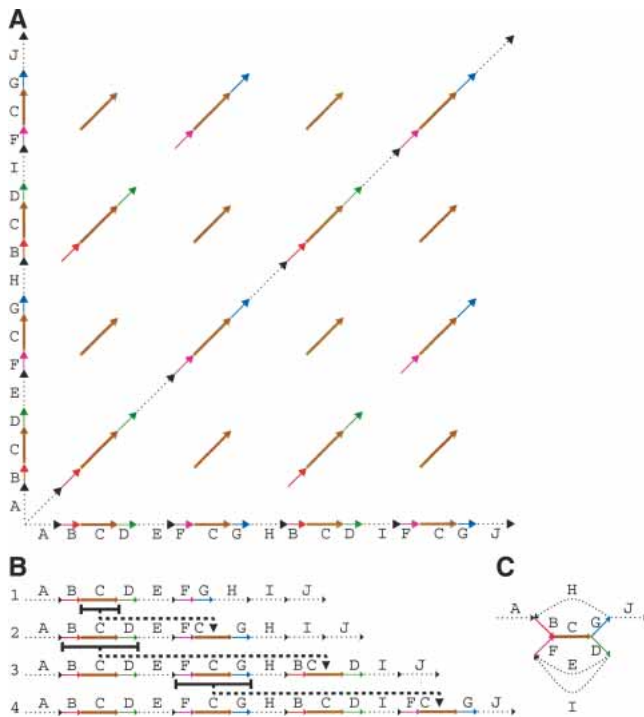 A
J
G
C
F
I
D
C
B
H
G
C
F
E
D
C
B
A
A B C D E F C G H B C D I F C G J
B
1 A B C D E F G H I J
2 A B C D E F C G H I J
3 A B C D E F C G H B C D I J
4 A B C D E F C G H B C D I F C G J
C
H
A B C G J
F E D
I